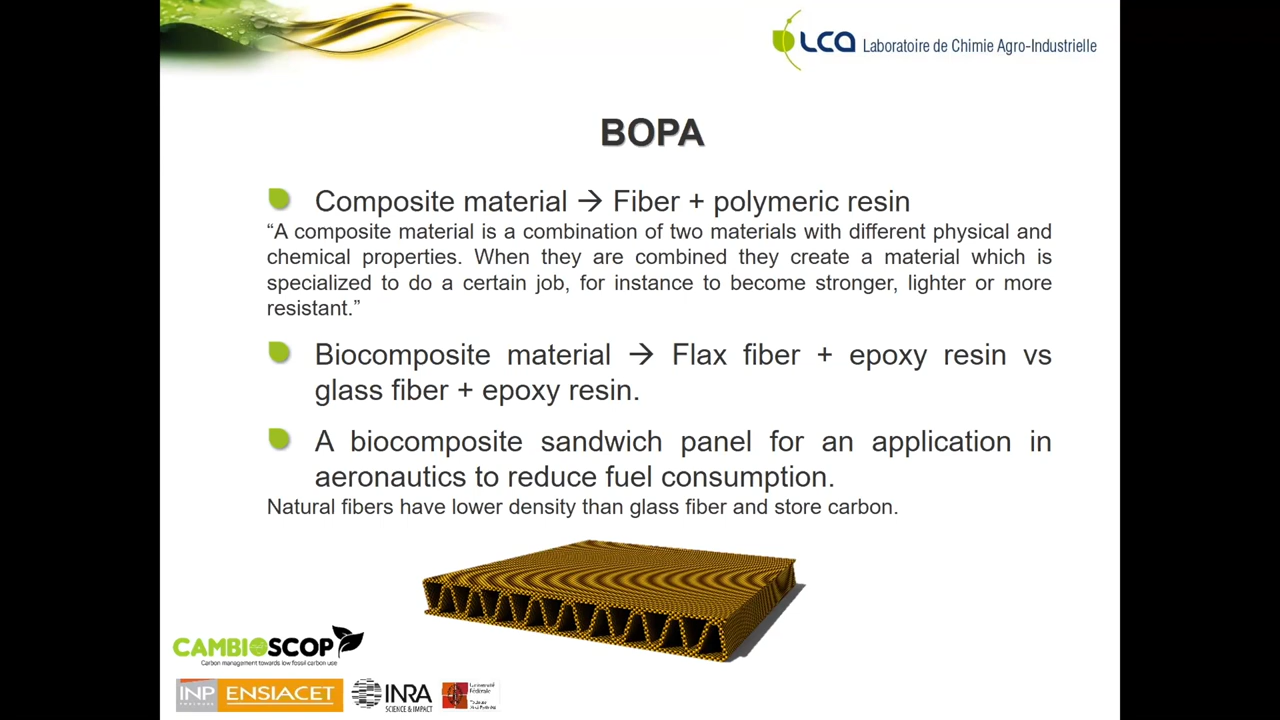 LCA Laboratoire de Chimie Agro-Industrielle
BOPA
Composite material → Fiber + polymeric resin
“A composite material is a combination of two materials with different physical and
chemical properties. When they are combined they create a material which is
specialized to do a certain job, for instance to become stronger, lighter or more
resistant.”
Biocomposite material → Flax fiber + epoxy resin vs
glass fiber + epoxy resin.
A biocomposite sandwich panel for an application in
aeronautics to reduce fuel consumption.
Natural fibers have lower density than glass fiber and store carbon.
CAMBIOSCOP
Carbon management towards low fossil carbon use
INP ENSIACET
INRA
SCIENCE & IMPACT
Université
Fédérale